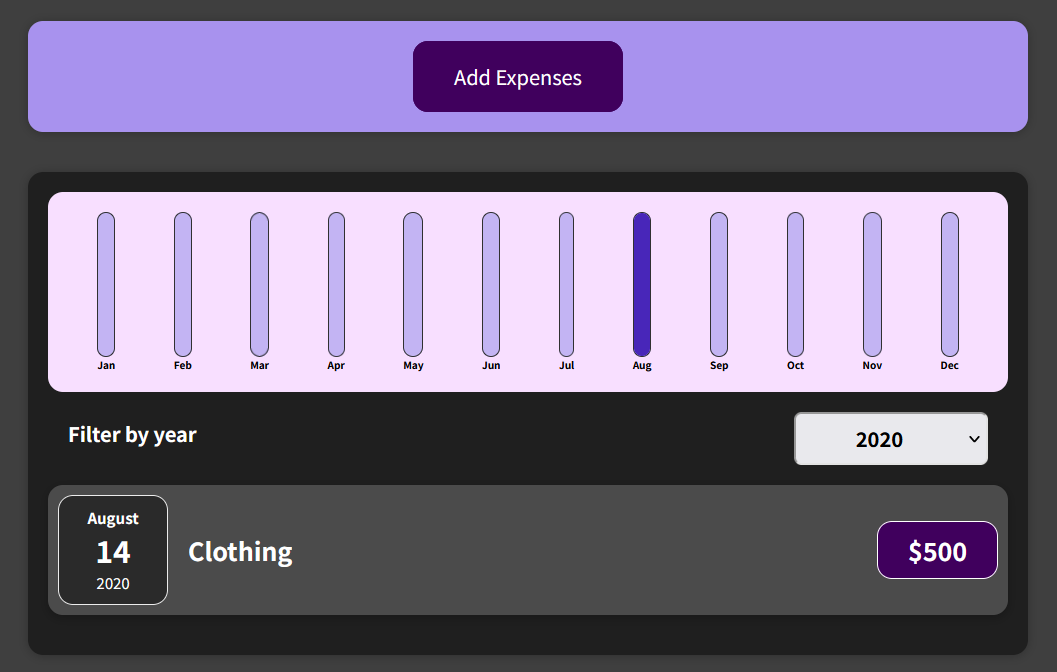 Add Expenses
Jan Feb Mar Apr May Jun Jul Aug Sep Oct Nov Dec
Filter by year
2020
August
14
2020
Clothing
$500